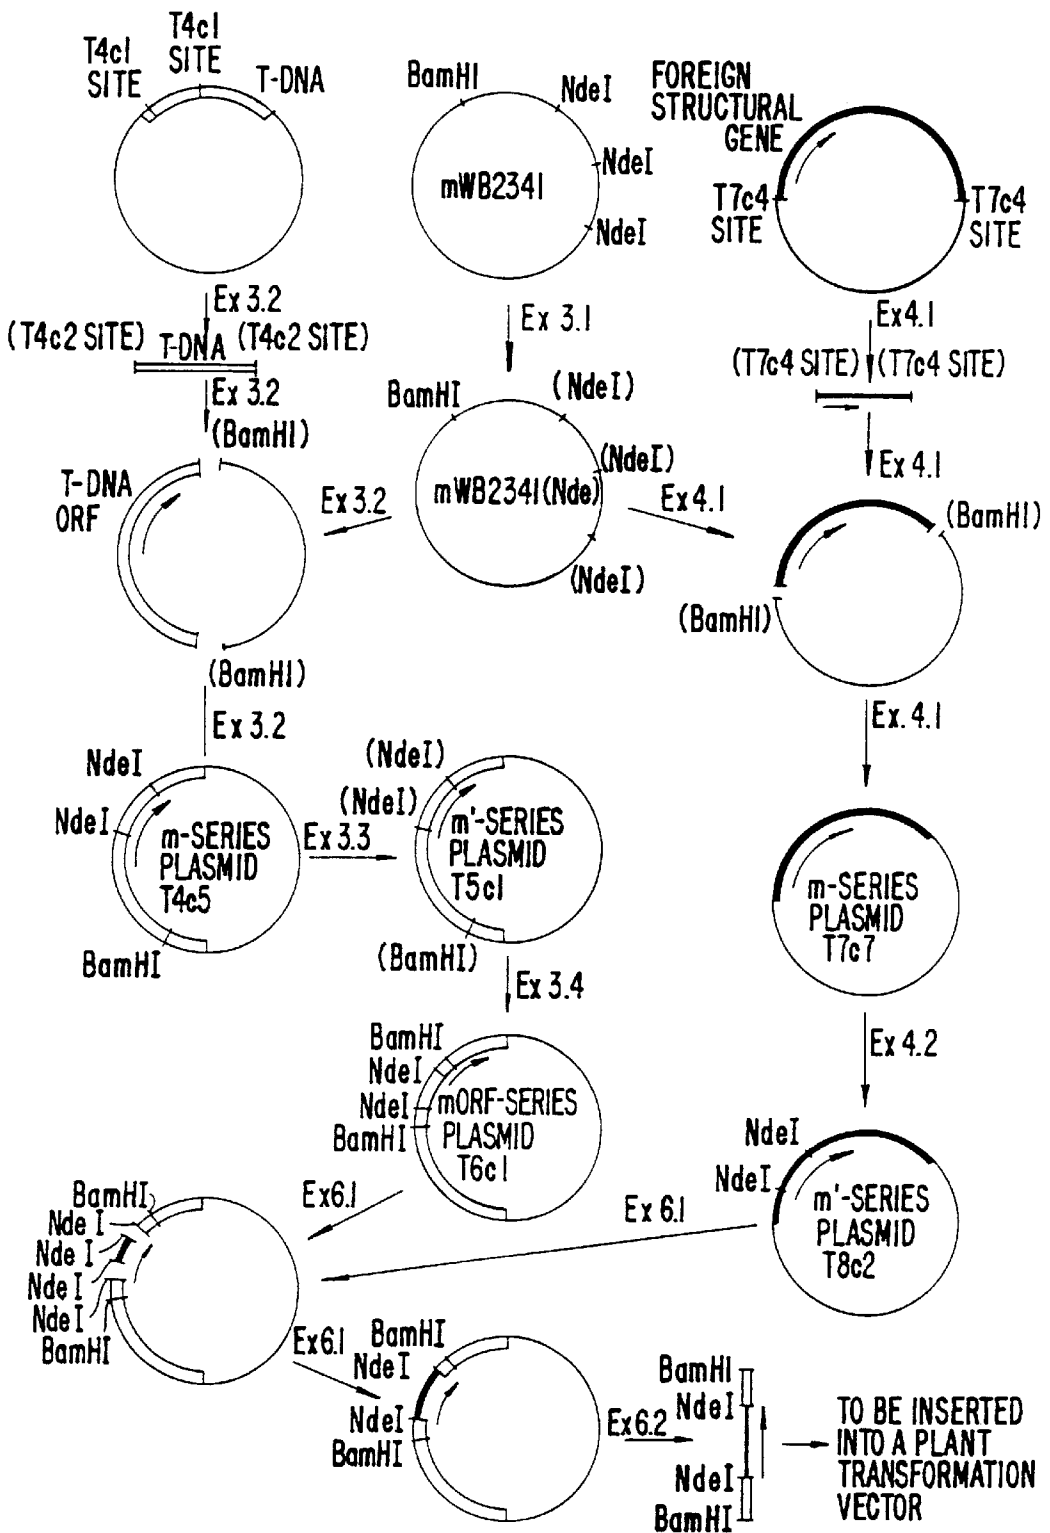 T4c1
SITE
T4c1
SITE
T-DNA
BamHI
NdeI
NdeI
NdeI
mWB2341
FOREIGN
STRUCTURAL
GENE
T7c4
SITE
T7c4
SITE
Ex 3.2
(T4c2 SITE)
T-DNA
(T4c2 SITE)
Ex 3.2
(BamHI)
Ex 3.1
Ex4.1
(T7c4 SITE)
(T7c4 SITE)
Ex 4.1
BamHI
(NdeI)
(NdeI)
mWB2341(Nde)
(NdeI)
T-DNA
ORF
Ex 3.2
Ex4.1
(BamHI)
(BamHI)
(BamHI)
Ex 3.2
Ex. 4.1
NdeI
NdeI
m-SERIES
PLASMID
T4c5
BamHI
Ex 3.3
(NdeI)
(NdeI)
m'-SERIES
PLASMID
T5c1
(BamHI)
m-SERIES
PLASMID
T7c7
Ex 3.4
Ex 4.2
BamHI
NdeI
NdeI
BamHI
mORF-SERIES
PLASMID
T6c1
NdeI
NdeI
m'-SERIES
PLASMID
T8c2
Ex6.1
Ex 6.1
BamHI
Nde I
Nde I
Nde I
Nde I
BamHI
Ex6.1
BamHI
NdeI
NdeI
BamHI
Ex6.2
BamHI
NdeI
NdeI
BamHI
TO BE INSERTED
INTO A PLANT
TRANSFORMATION
VECTOR